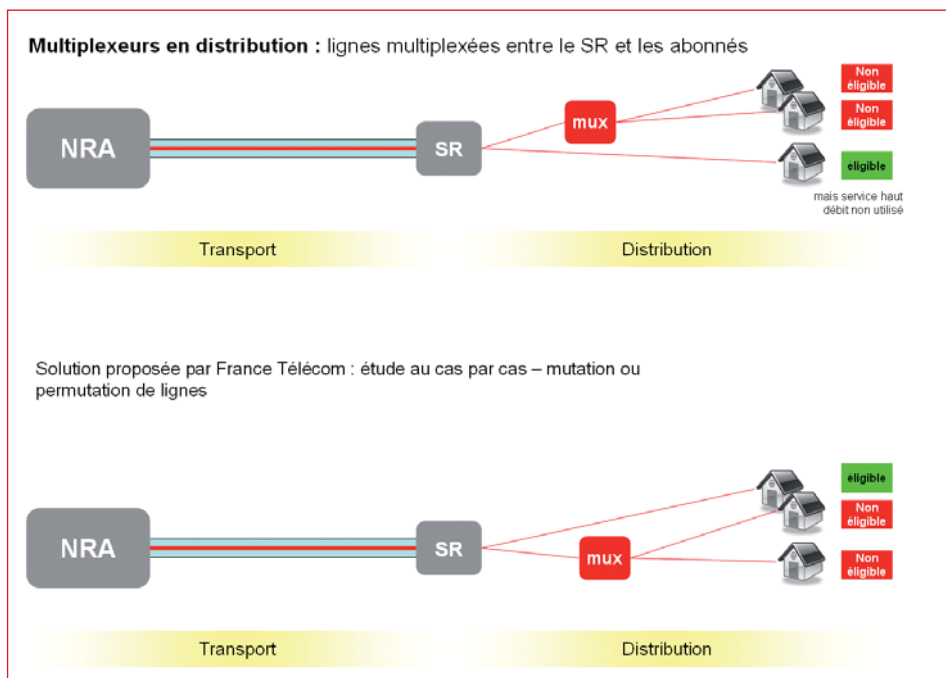 Multiplexeurs en distribution : lignes multiplexées entre le SR et les abonnés
NRA
SR
mux
Non
éligible
Non
éligible
éligible
mais service haut
débit non utilisé
Transport
Distribution
Solution proposée par France Télécom : étude au cas par cas – mutation ou
permutation de lignes
NRA
SR
mux
éligible
Non
éligible
Non
éligible
Transport
Distribution